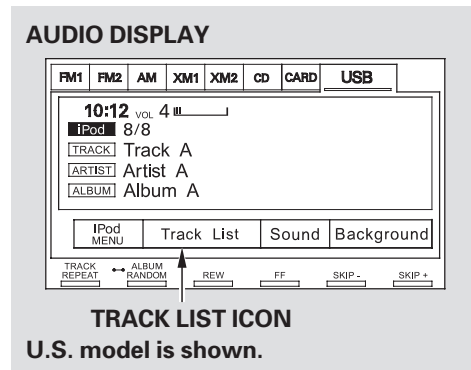 AUDIO DISPLAY
FM1 FM2 AM XM1 XM2 CD CARD USB
10:12 VOL 4
iPod 8/8
TRACK Track A
ARTIST Artist A
ALBUM Album A
IPod MENU Track List Sound Background
TRACK REPEAT ALBUM RANDOM REW FF SKIP - SKIP +
TRACK LIST ICON
U.S. model is shown.